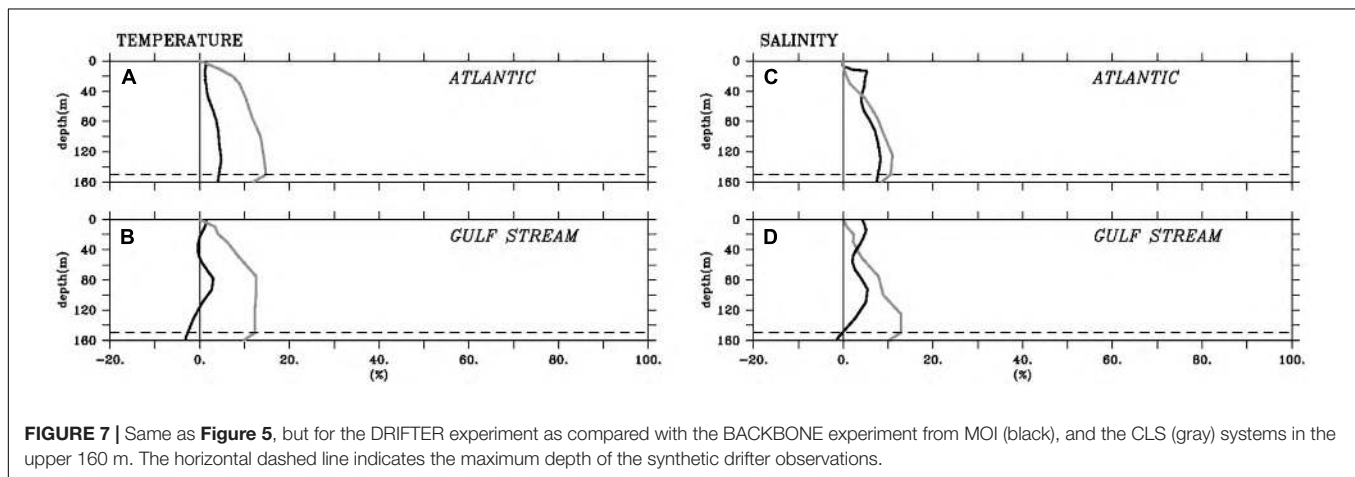 TEMPERATURE
A
ATLANTIC
depth(m)
0
40
80
120
160
B
GULF STREAM
depth(m)
0
40
80
120
160
-20. 0. 20. 40. 60. 80. 100.
(%)
SALINITY
C
ATLANTIC
depth(m)
0
40
80
120
160
D
GULF STREAM
depth(m)
0
40
80
120
160
-20. 0. 20. 40. 60. 80. 100.
(%)
FIGURE 7 | Same as Figure 5, but for the DRIFTER experiment as compared with the BACKBONE experiment from MOI (black), and the CLS (gray) systems in the
upper 160 m. The horizontal dashed line indicates the maximum depth of the synthetic drifter observations.